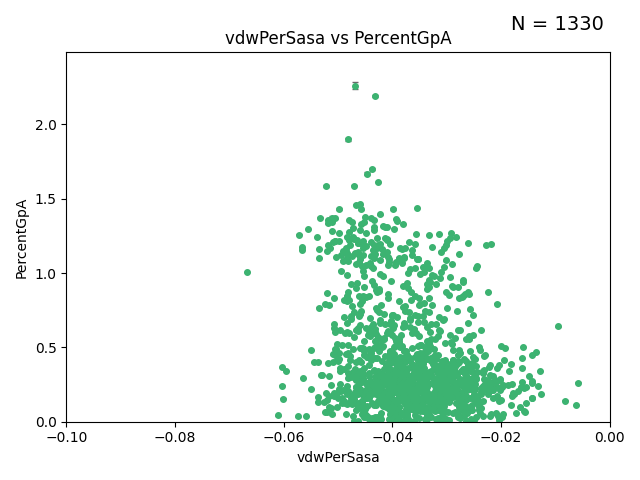 N = 1330
vdwPerSasa vs PercentGpA
PercentGpA
2.0
1.5
1.0
0.5
0.0
−0.10 −0.08 −0.06 −0.04 −0.02 0.00
vdwPerSasa